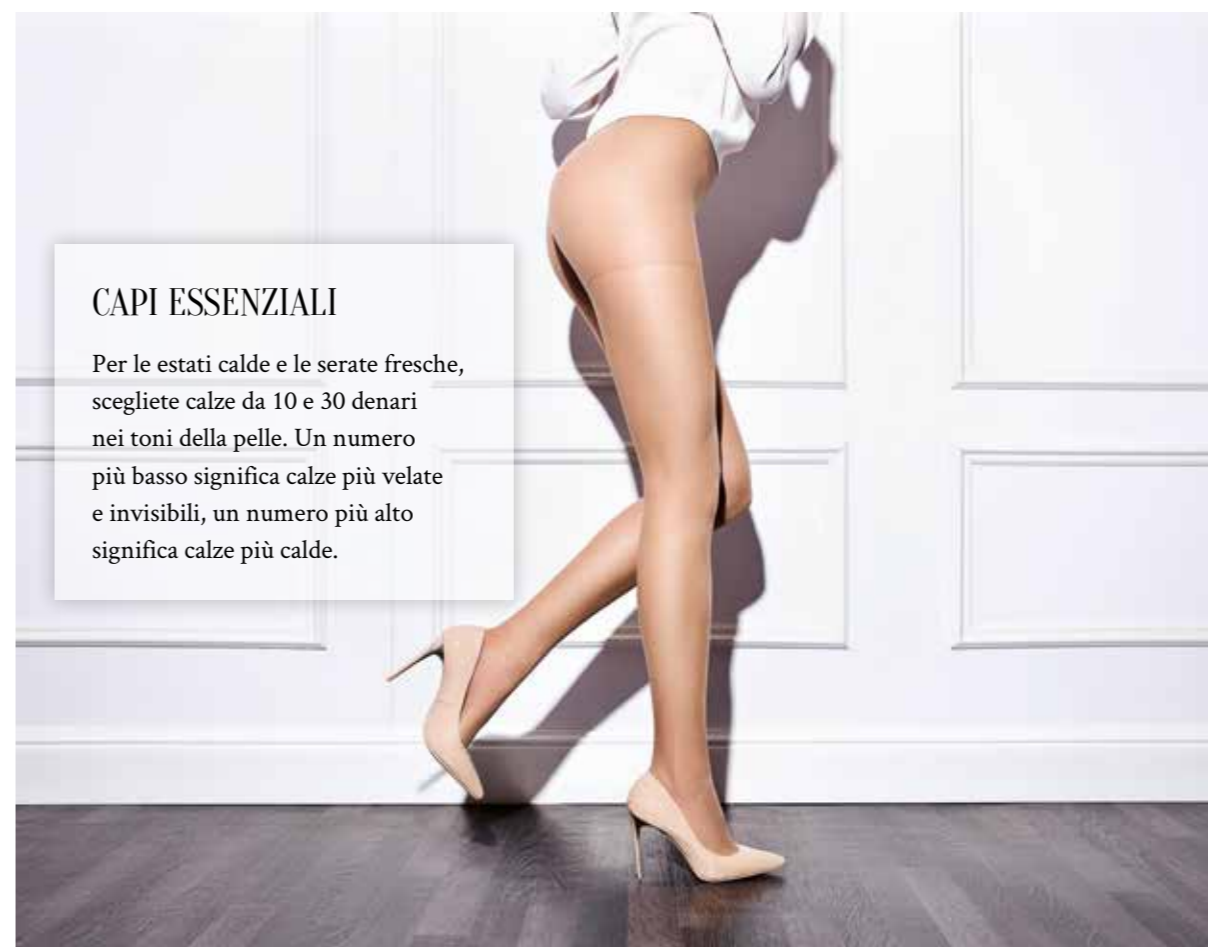 CAPI ESSENZIALI
Per le estati calde e le serate fresche,
scegliete calze da 10 e 30 denari
nei toni della pelle. Un numero
più basso significa calze più velate
e invisibili, un numero più alto
significa calze più calde.